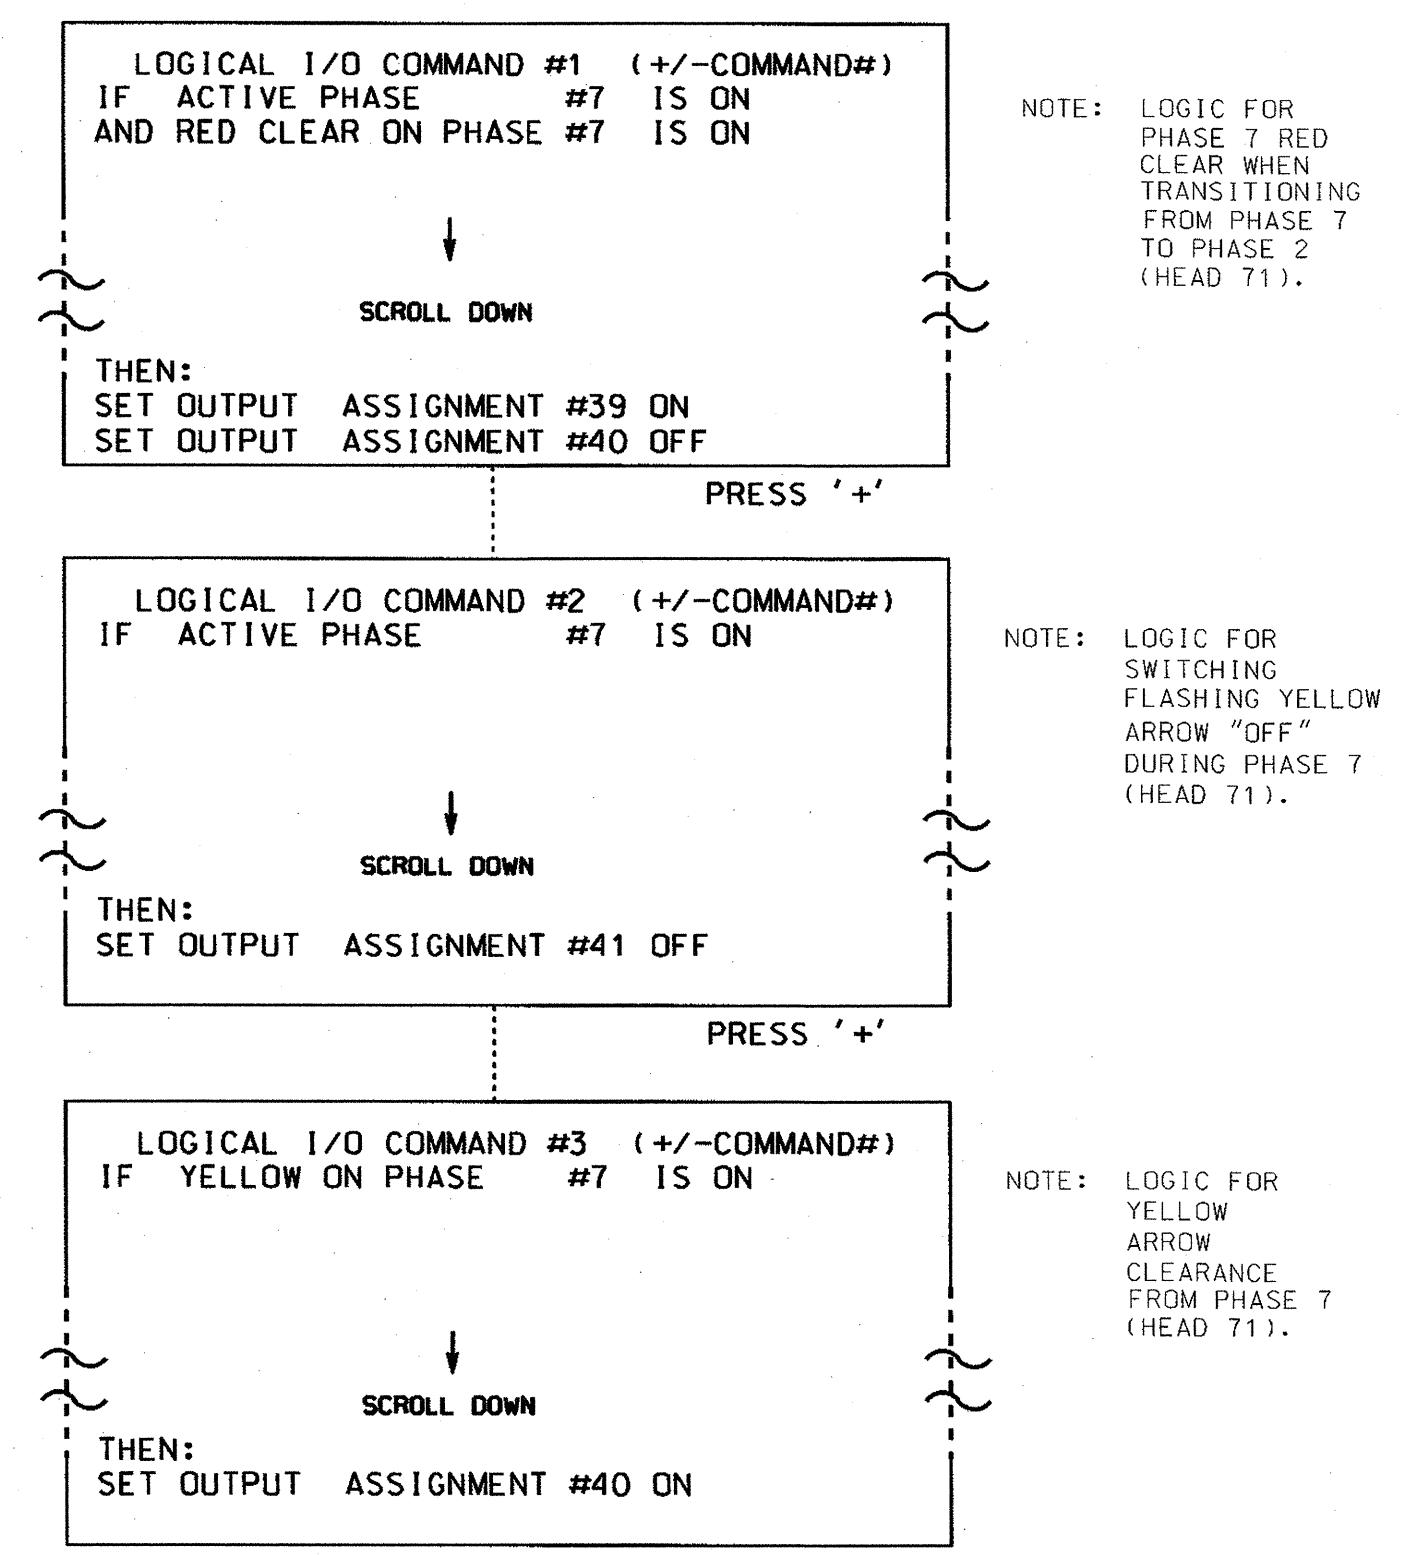 LOGICAL I/O COMMAND #1 (+/-COMMAND#)
IF ACTIVE PHASE #7 IS ON
AND RED CLEAR ON PHASE #7 IS ON
SCROLL DOWN
THEN:
SET OUTPUT ASSIGNMENT #39 ON
SET OUTPUT ASSIGNMENT #40 OFF
NOTE: LOGIC FOR
PHASE 7 RED
CLEAR WHEN
TRANSITIONING
FROM PHASE 7
TO PHASE 2
(HEAD 71).
PRESS '+'
LOGICAL I/O COMMAND #2 (+/-COMMAND#)
IF ACTIVE PHASE #7 IS ON
SCROLL DOWN
THEN:
SET OUTPUT ASSIGNMENT #41 OFF
NOTE: LOGIC FOR
SWITCHING
FLASHING YELLOW
ARROW "OFF"
DURING PHASE 7
(HEAD 71).
PRESS '+'
LOGICAL I/O COMMAND #3 (+/-COMMAND#)
IF YELLOW ON PHASE #7 IS ON
SCROLL DOWN
THEN:
SET OUTPUT ASSIGNMENT #40 ON
NOTE: LOGIC FOR
YELLOW
ARROW
CLEARANCE
FROM PHASE 7
(HEAD 71).